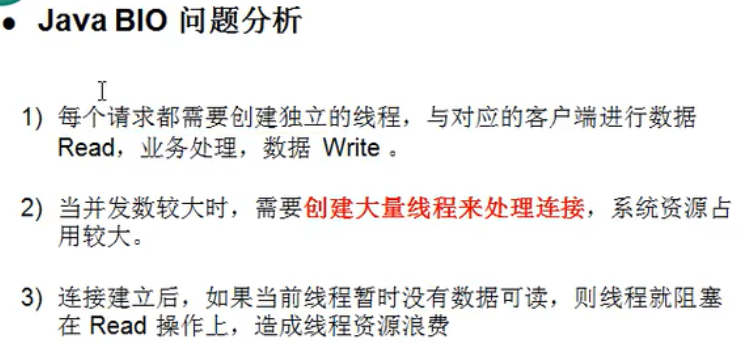 ● Java BIO 问题分析
1) 每个请求都需要创建独立的线程，与对应的客户端进行数据
Read，业务处理，数据 Write 。
2) 当并发数较大时，需要创建大量线程来处理连接，系统资源占
用较大。
3) 连接建立后，如果当前线程暂时没有数据可读，则线程就阻塞
在 Read 操作上，造成线程资源浪费